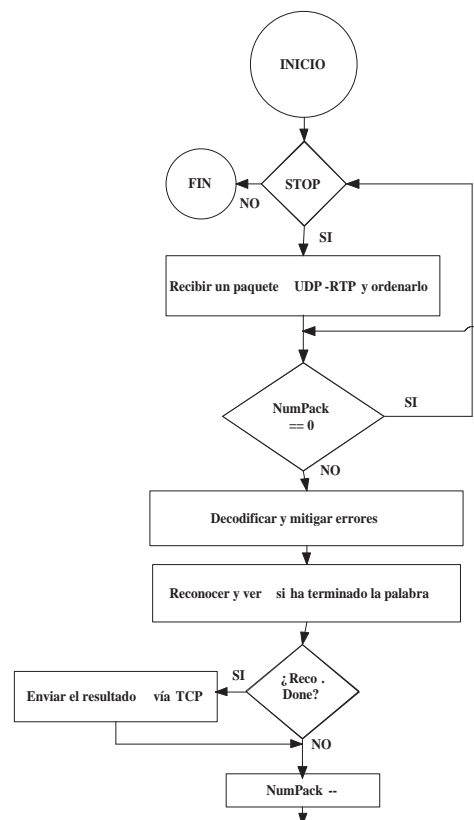 INICIO
STOP
FIN
NO
SI
Recibir un paquete UDP-RTP y ordenarlo
NumPack
== 0
SI
NO
Decodificar y mitigar errores
Reconocer y ver si ha terminado la palabra
¿Reco.
Done?
SI
Enviar el resultado vía TCP
NO
NumPack --